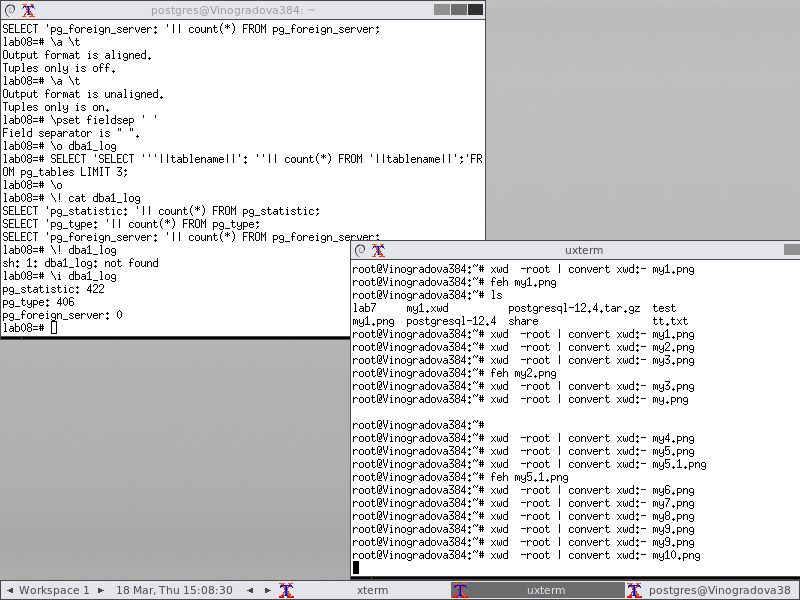 postgres@Vinogradova384: ~
SELECT 'pg_foreign_server: '|| count(*) FROM pg_foreign_server;
lab08=# \a \t
Output format is aligned.
Tuples only is off.
lab08=# \a \t
Output format is unaligned.
Tuples only is on.
lab08=# \pset fieldsep ' '
Field separator is " ".
lab08=# \o dba1_log
lab08=# SELECT 'SELECT '''||tablename||': ''|| count(*) FROM '||tablename||';'FR
OM pg_tables LIMIT 3;
lab08=# \o
lab08=# \! cat dba1_log
SELECT 'pg_statistic: '|| count(*) FROM pg_statistic;
SELECT 'pg_type: '|| count(*) FROM pg_type;
SELECT 'pg_foreign_server: '|| count(*) FROM pg_foreign_server;
lab08=# \! dba1_log
sh: 1: dba1_log: not found
lab08=# \i dba1_log
pg_statistic: 422
pg_type: 406
pg_foreign_server: 0
lab08=#
uxterm
root@Vinogradova384:~# xwd  -root | convert xwd:- my1.png
root@Vinogradova384:~# feh my1.png
root@Vinogradova384:~# ls
lab7     my1.xwd         postgresql-12.4.tar.gz  test
my1.png  postgresql-12.4  share                  tt.txt
root@Vinogradova384:~# xwd  -root | convert xwd:- my1.png
root@Vinogradova384:~# xwd  -root | convert xwd:- my2.png
root@Vinogradova384:~# xwd  -root | convert xwd:- my3.png
root@Vinogradova384:~# feh my2.png
root@Vinogradova384:~# xwd  -root | convert xwd:- my3.png
root@Vinogradova384:~# xwd  -root | convert xwd:- my.png
root@Vinogradova384:~#
root@Vinogradova384:~# xwd  -root | convert xwd:- my4.png
root@Vinogradova384:~# xwd  -root | convert xwd:- my5.png
root@Vinogradova384:~# xwd  -root | convert xwd:- my5.1.png
root@Vinogradova384:~# feh my5.1.png
root@Vinogradova384:~# xwd  -root | convert xwd:- my6.png
root@Vinogradova384:~# xwd  -root | convert xwd:- my7.png
root@Vinogradova384:~# xwd  -root | convert xwd:- my8.png
root@Vinogradova384:~# xwd  -root | convert xwd:- my9.png
root@Vinogradova384:~# xwd  -root | convert xwd:- my9.png
root@Vinogradova384:~# xwd  -root | convert xwd:- my10.png
Workspace 1 18 Mar, Thu 15:08:30 xterm uxterm postgres@Vinogradova38